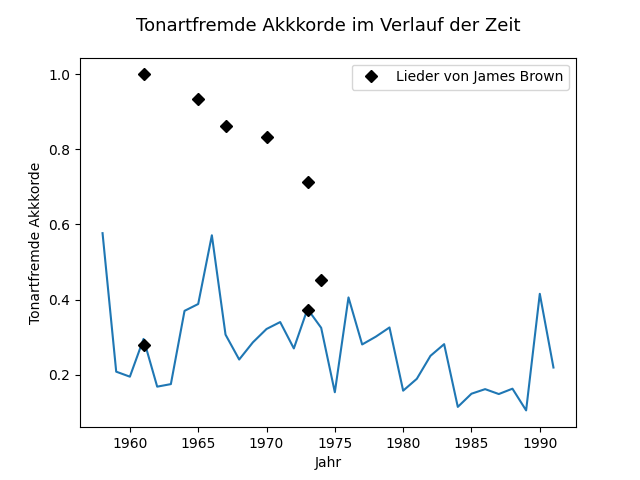 Tonartfremde Akkkorde im Verlauf der Zeit
Lieder von James Brown
Tonartfremde Akkkorde
1.0
0.8
0.6
0.4
0.2
1960 1965 1970 1975 1980 1985 1990
Jahr